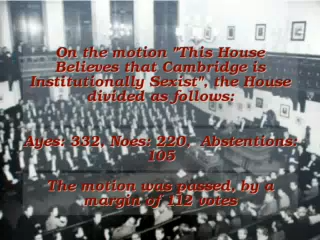 On the motion "This House
Believes that Cambridge is
Institutionally Sexist", the House
divided as follows:
Ayes: 332, Noes: 220, Abstentions:
105
The motion was passed, by a
margin of 112 votes